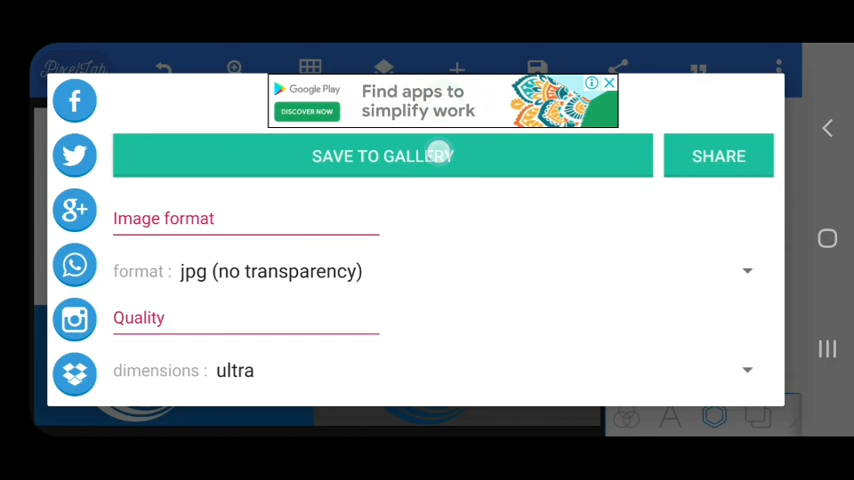 PixelLab
Google Play
Find apps to
simplify work
DISCOVER NOW
SAVE TO GALLERY
SHARE
Image format
format : jpg (no transparency)
Quality
dimensions : ultra